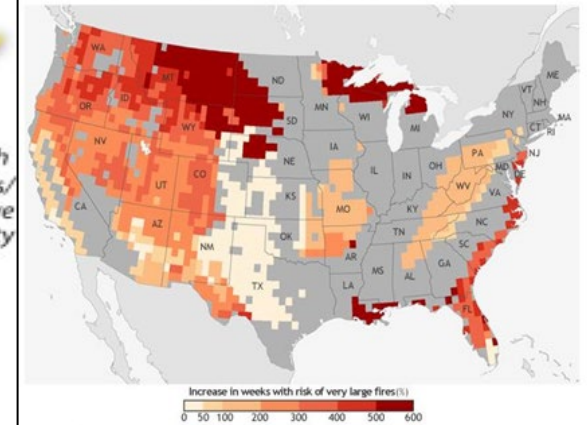 h
s/
e
y
WA
MT
ND
MN
ME
VT
NH
OR
ID
SD
WI
NY
MA
CT
RI
WY
MI
IA
PA
NJ
NV
NE
OH
MD
DE
UT
CO
IL
IN
WV
VA
CA
KS
MO
KY
NC
AZ
OK
TN
SC
NM
AR
MS
AL
GA
TX
LA
FL
Increase in weeks with risk of very large fires (%)
0 50 100 200 300 400 500 600